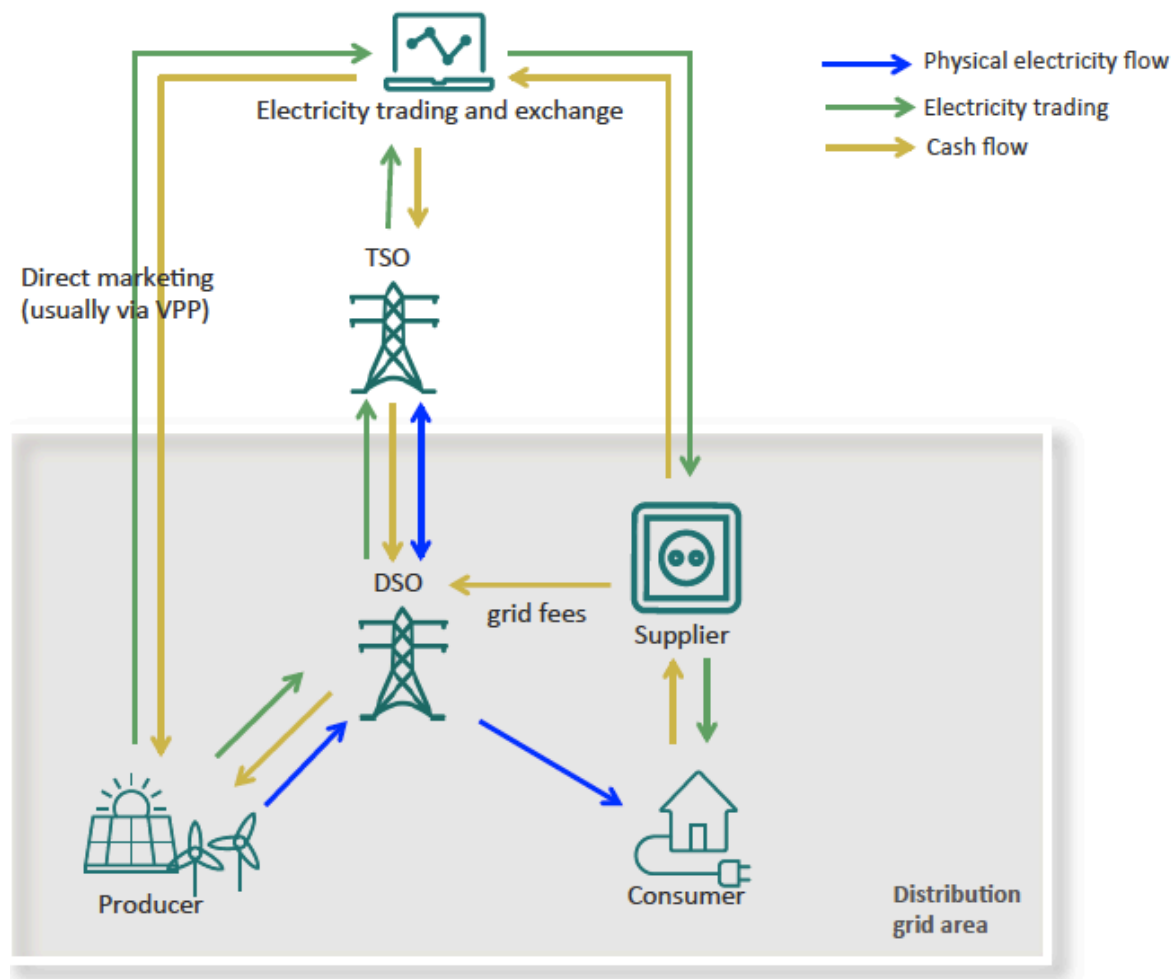 Physical electricity flow
Electricity trading
Cash flow
Electricity trading and exchange
TSO
Direct marketing
(usually via VPP)
DSO
grid fees
Supplier
Producer
Consumer
Distribution
grid area